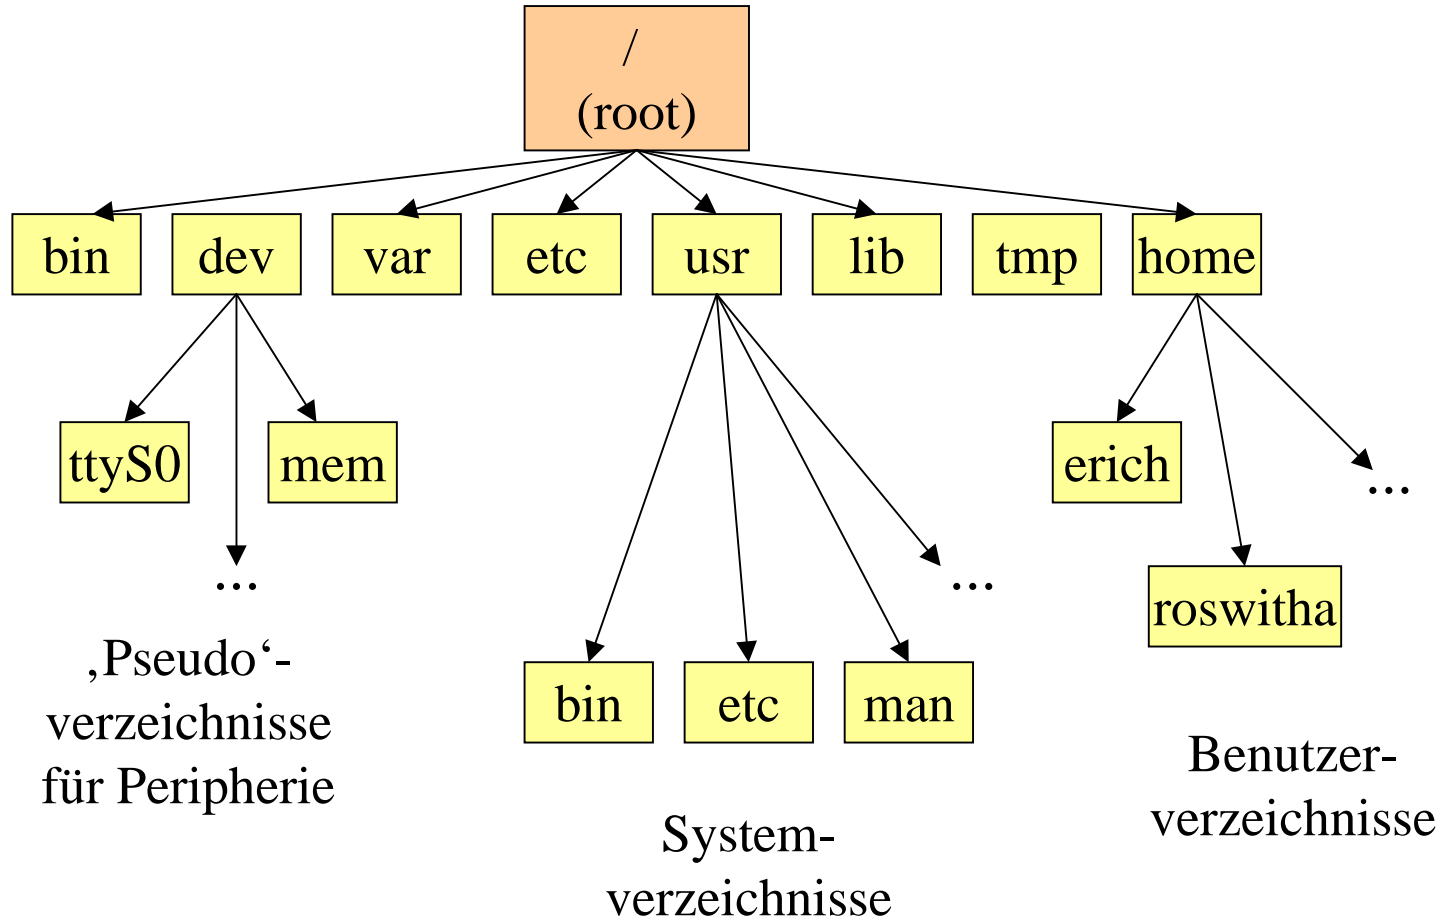 /
(root)
bin dev var etc usr lib tmp home
ttyS0 mem erich
...
... ...
roswitha
‚Pseudo‘-
verzeichnisse
für Peripherie
bin etc man
Benutzer-
verzeichnisse
System-
verzeichnisse